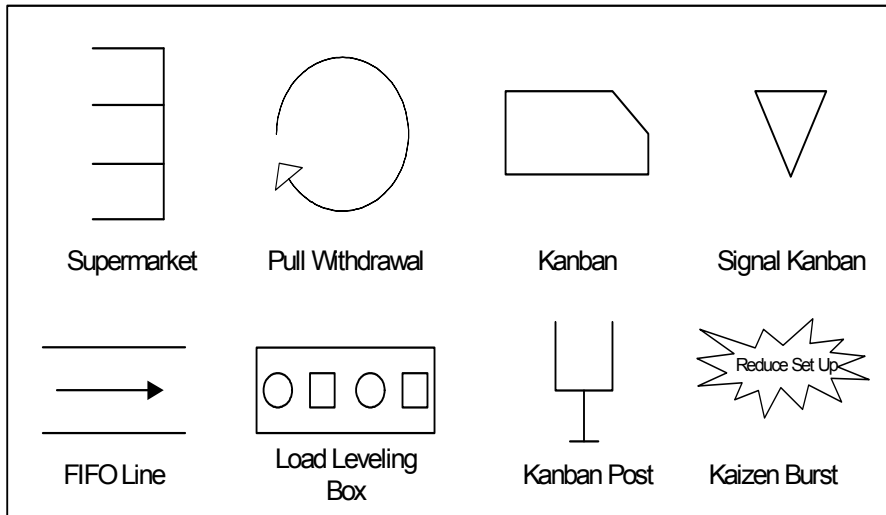 Supermarket
Pull Withdrawal
Kanban
Signal Kanban
Reduce Set Up
FIFO Line
Load Leveling
Box
Kanban Post
Kaizen Burst